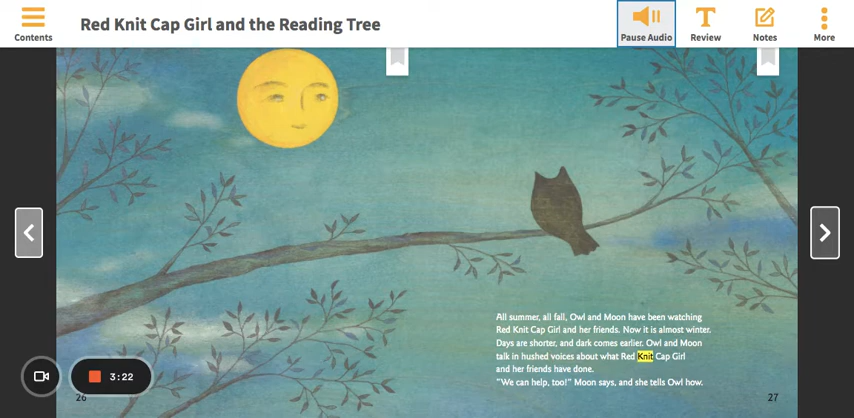 Contents
Red Knit Cap Girl and the Reading Tree
Pause Audio
Review
Notes
More
All summer, all fall, Owl and Moon have been watching
Red Knit Cap Girl and her friends. Now it is almost winter.
Days are shorter, and dark comes earlier. Owl and Moon
talk in hushed voices about what Red Knit Cap Girl
and her friends have done.
"We can help, too!" Moon says, and she tells Owl how.
3:22
26
27